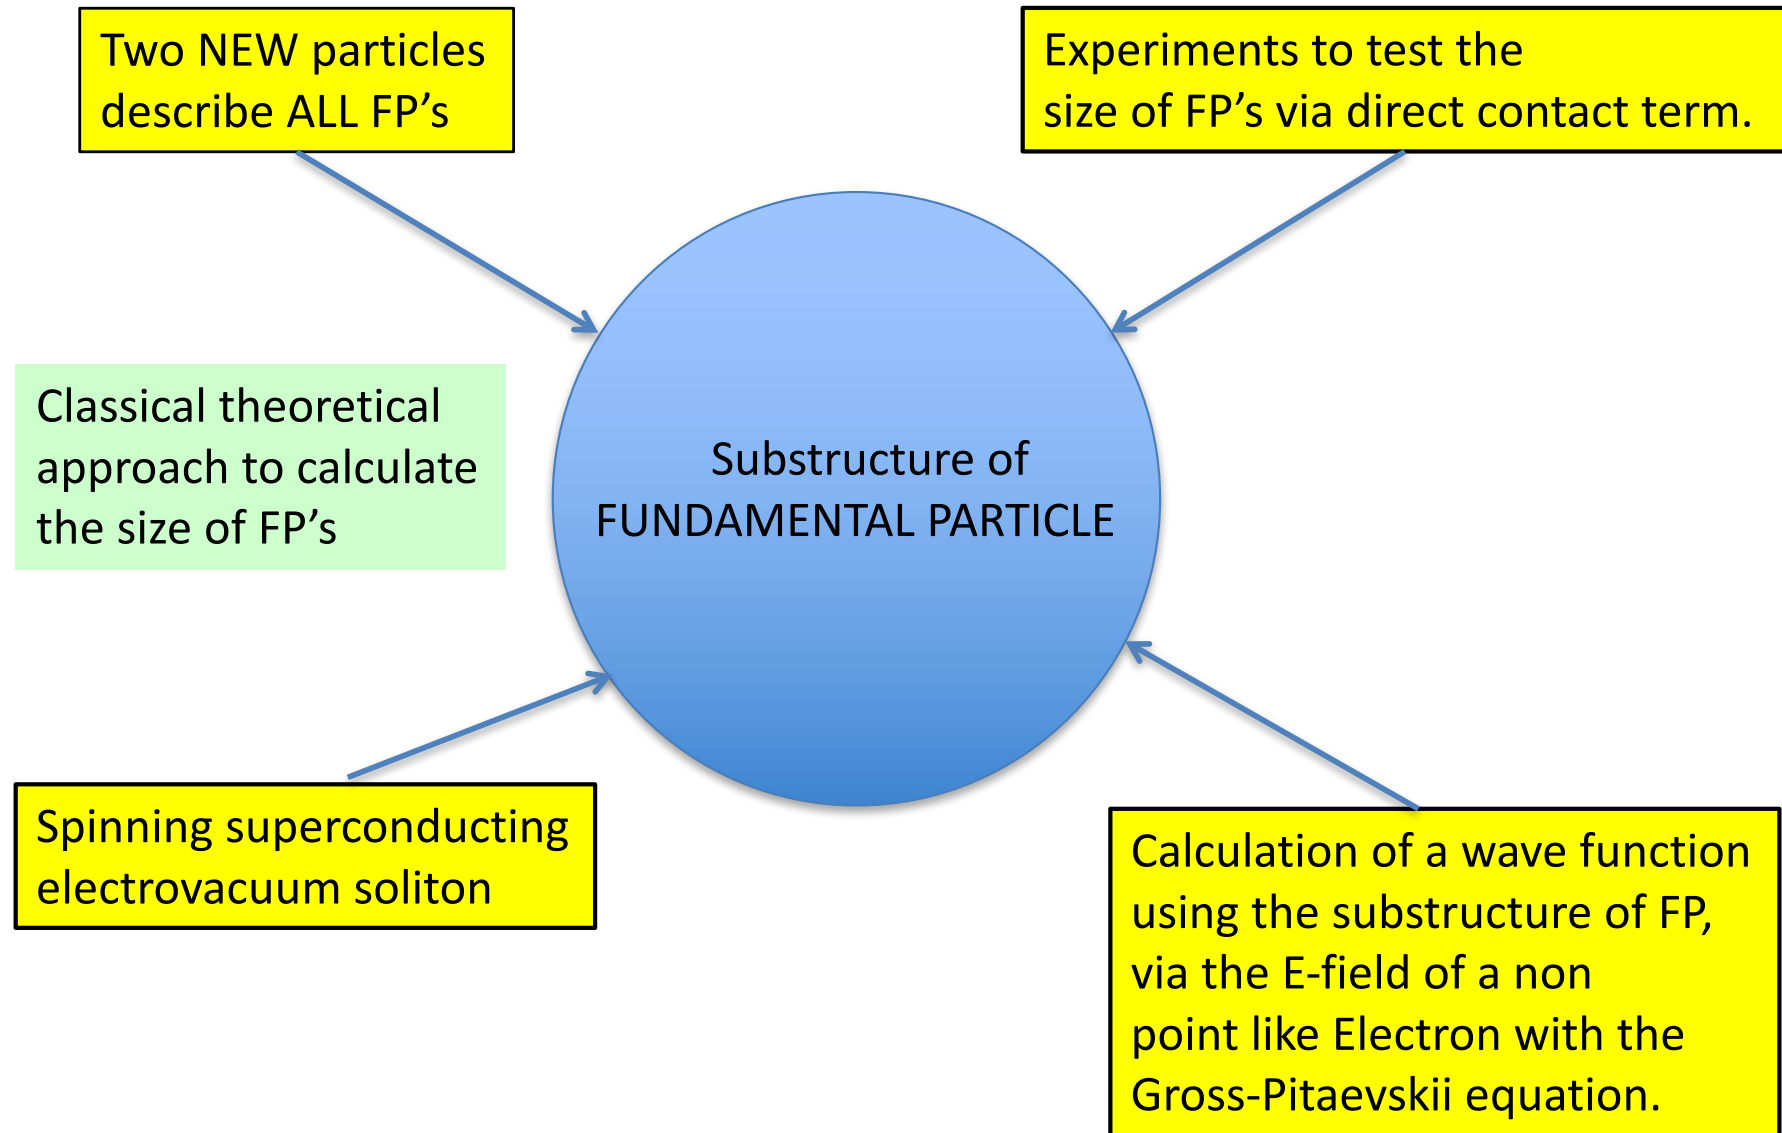 Two NEW particles
describe ALL FP’s
Experiments to test the
size of FP’s via direct contact term.
Classical theoretical
approach to calculate
the size of FP’s
Substructure of
FUNDAMENTAL PARTICLE
Spinning superconducting
electrovacuum soliton
Calculation of a wave function
using the substructure of FP,
via the E-field of a non
point like Electron with the
Gross-Pitaevskii equation.